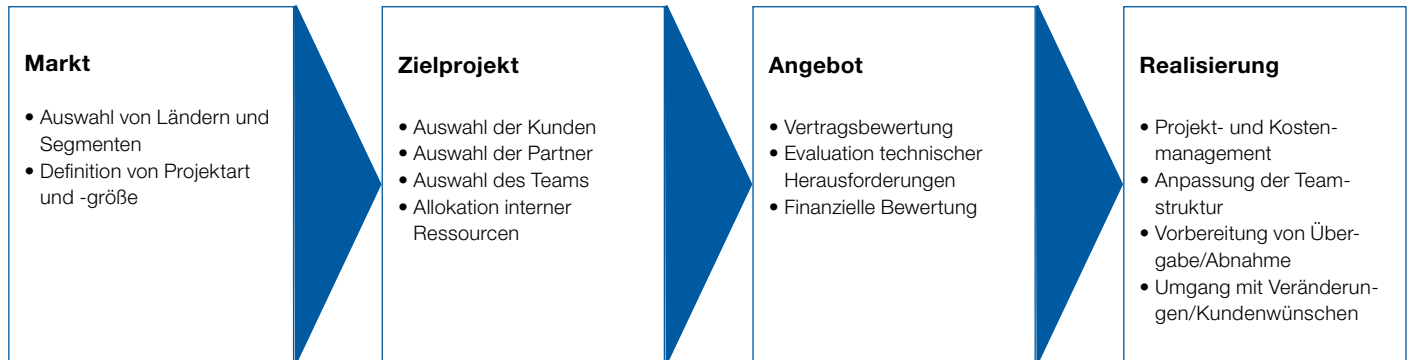 Markt
• Auswahl von Ländern und
Segmenten
• Definition von Projektart
und -größe
Zielprojekt
• Auswahl der Kunden
• Auswahl der Partner
• Auswahl des Teams
• Allokation interner
Ressourcen
Angebot
• Vertragsbewertung
• Evaluation technischer
Herausforderungen
• Finanzielle Bewertung
Realisierung
• Projekt- und Kosten-
management
• Anpassung der Team-
struktur
• Vorbereitung von Über-
gabe/Abnahme
• Umgang mit Veränderun-
gen/Kundenwünschen